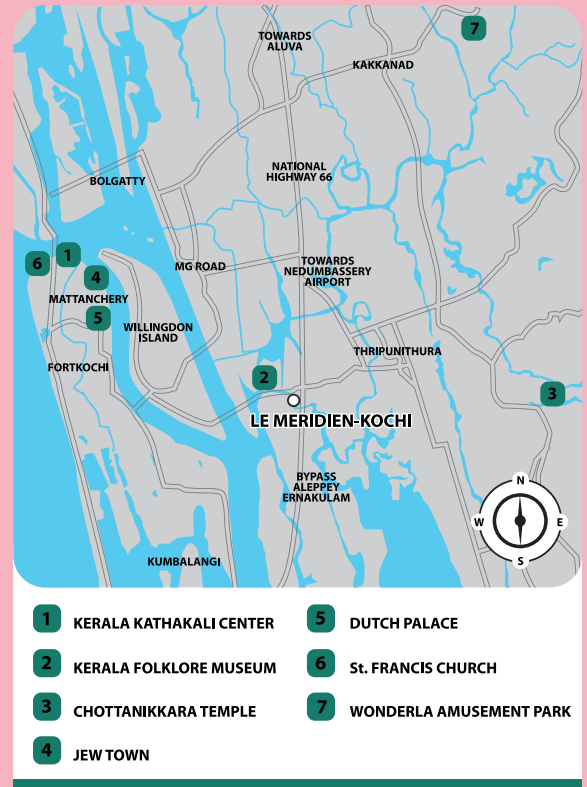 TOWARDS
ALUVA
7
KAKKANAD
NATIONAL
HIGHWAY 66
BOLGATTY
1
6
4
MG ROAD
TOWARDS
NEDUMBASSERY
AIRPORT
MATTANCHERY
5
WILLINGDON
ISLAND
THRIPUNITHURA
FORTKOCHI
2
3
LE MERIDIEN-KOCHI
BYPASS
ALEPPEY
ERNAKULAM
N
W
E
S
KUMBALANGI
1 KERALA KATHAKALI CENTER
2 KERALA FOLKLORE MUSEUM
3 CHOTTANIKKARA TEMPLE
4 JEW TOWN
5 DUTCH PALACE
6 St. FRANCIS CHURCH
7 WONDERLA AMUSEMENT PARK